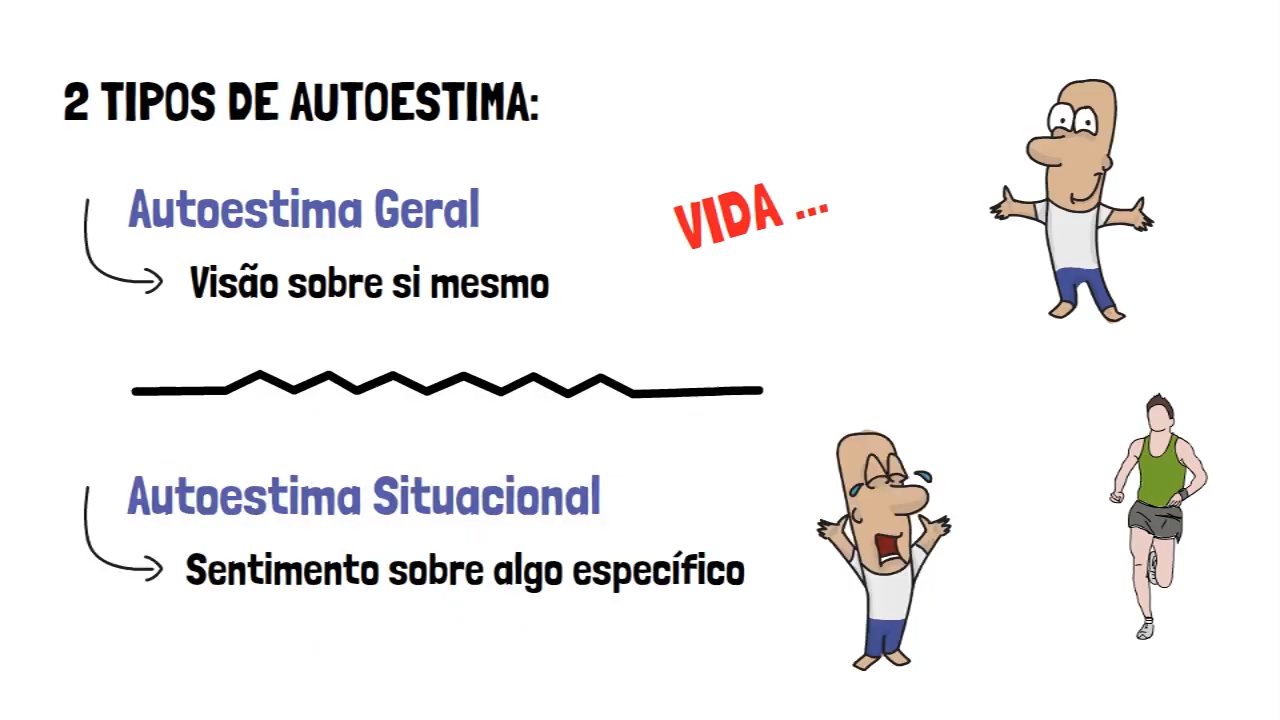 2 TIPOS DE AUTOESTIMA:
Autoestima Geral
VIDA ...
Visão sobre si mesmo
Autoestima Situacional
Sentimento sobre algo específico